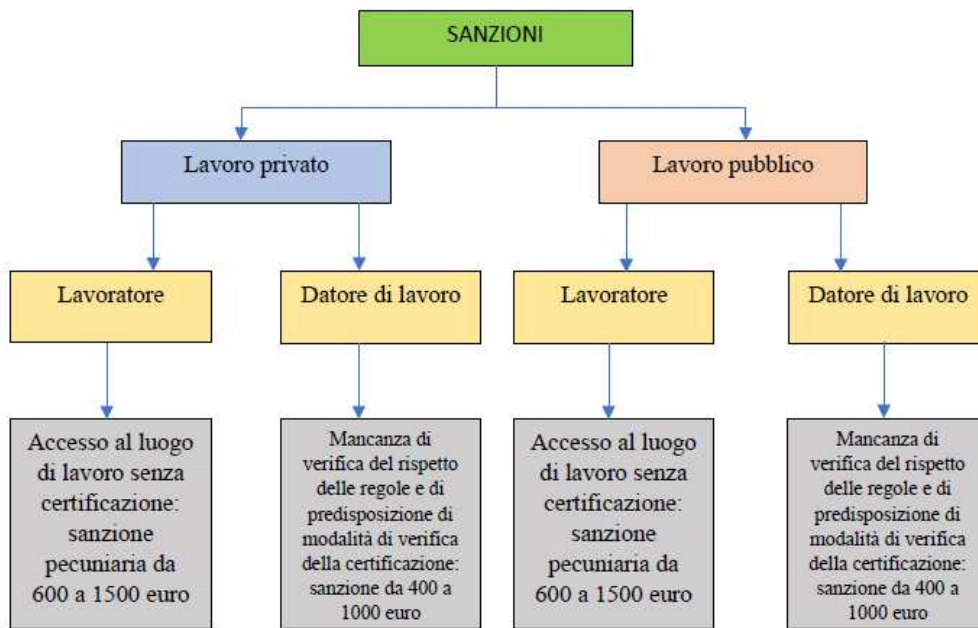 SANZIONI
Lavoro privato
Lavoro pubblico
Lavoratore
Datore di lavoro
Lavoratore
Datore di lavoro
Accesso al luogo
di lavoro senza
certificazione:
sanzione
pecuniaria da
600 a 1500 euro
Mancanza di
verifica del rispetto
delle regole e di
predisposizione di
modalità di verifica
della certificazione:
sanzione da 400 a
1000 euro
Accesso al luogo
di lavoro senza
certificazione:
sanzione
pecuniaria da
600 a 1500 euro
Mancanza di
verifica del rispetto
delle regole e di
predisposizione di
modalità di verifica
della certificazione:
sanzione da 400 a
1000 euro